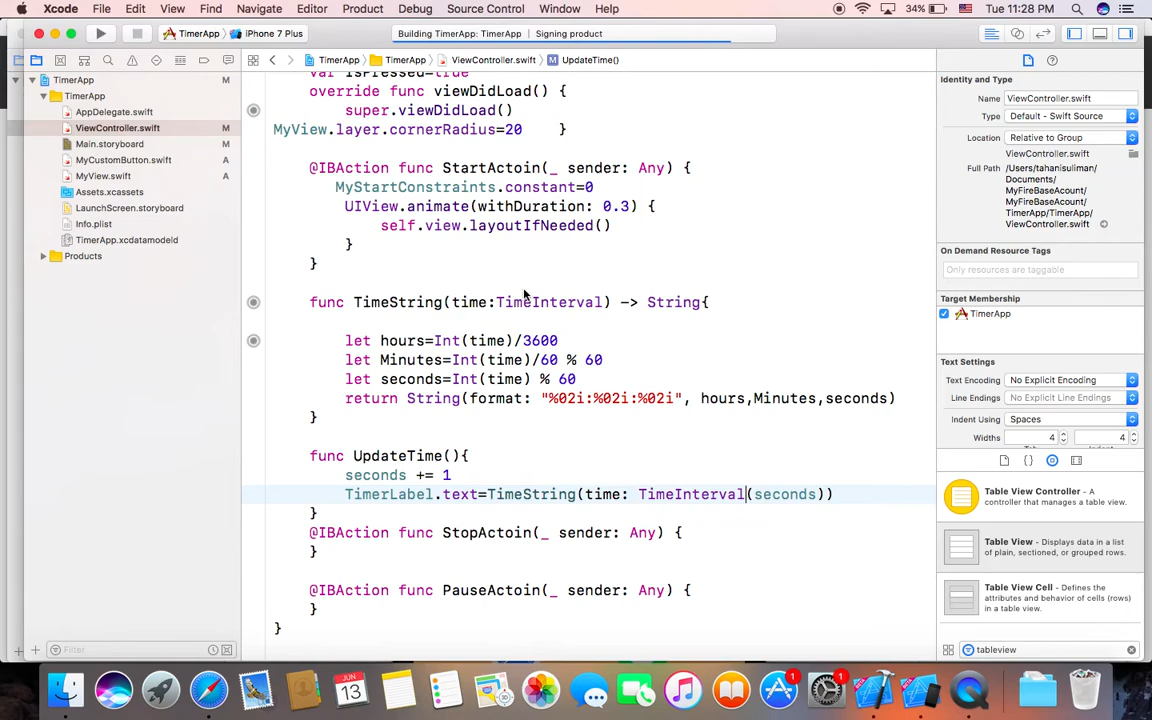 Xcode File Edit View Find Navigate Editor Product Debug Source Control Window Help 34% Tue 11:28 PM
TimerApp iPhone 7 Plus Building TimerApp: TimerApp Signing product
TimerApp TimerApp ViewController.swift UpdateTime()
TimerApp M
TimerApp
AppDelegate.swift
ViewController.swift M
Main.storyboard M
MyCustomButton.swift A
MyView.swift A
Assets.xcassets
LaunchScreen.storyboard
Info.plist
TimerApp.xcdatamodeld
Products
Filter
var isPressed=true
override func viewDidLoad() {
super.viewDidLoad()
MyView.layer.cornerRadius=20 }
@IBAction func StartActoin(_ sender: Any) {
MyStartConstraints.constant=0
UIView.animate(withDuration: 0.3) {
self.view.layoutIfNeeded()
}
}
func TimeString(time:TimeInterval) -> String{
let hours=Int(time)/3600
let Minutes=Int(time)/60 % 60
let seconds=Int(time) % 60
return String(format: "%02i:%02i:%02i", hours,Minutes,seconds)
}
func UpdateTime(){
seconds += 1
TimerLabel.text=TimeString(time: TimeInterval(seconds))
}
@IBAction func StopActoin(_ sender: Any) {
}
@IBAction func PauseActoin(_ sender: Any) {
}
}
Identity and Type
Name ViewController.swift
Type Default - Swift Source
Location Relative to Group
ViewController.swift
Full Path /Users/tahanisuliman/
Documents/
MyFireBaseAcount/
MyFireBaseAcount/
TimerApp/TimerApp/
ViewController.swift
On Demand Resource Tags
Only resources are taggable
Target Membership
TimerApp
Text Settings
Text Encoding No Explicit Encoding
Line Endings No Explicit Line Endings
Indent Using Spaces
Widths 4 4
{}
Table View Controller - A
controller that manages a table view.
Table View - Displays data in a list
of plain, sectioned, or grouped rows.
Table View Cell - Defines the
attributes and behavior of cells (rows)
in a table view.
tableview
JUN
13
1
1